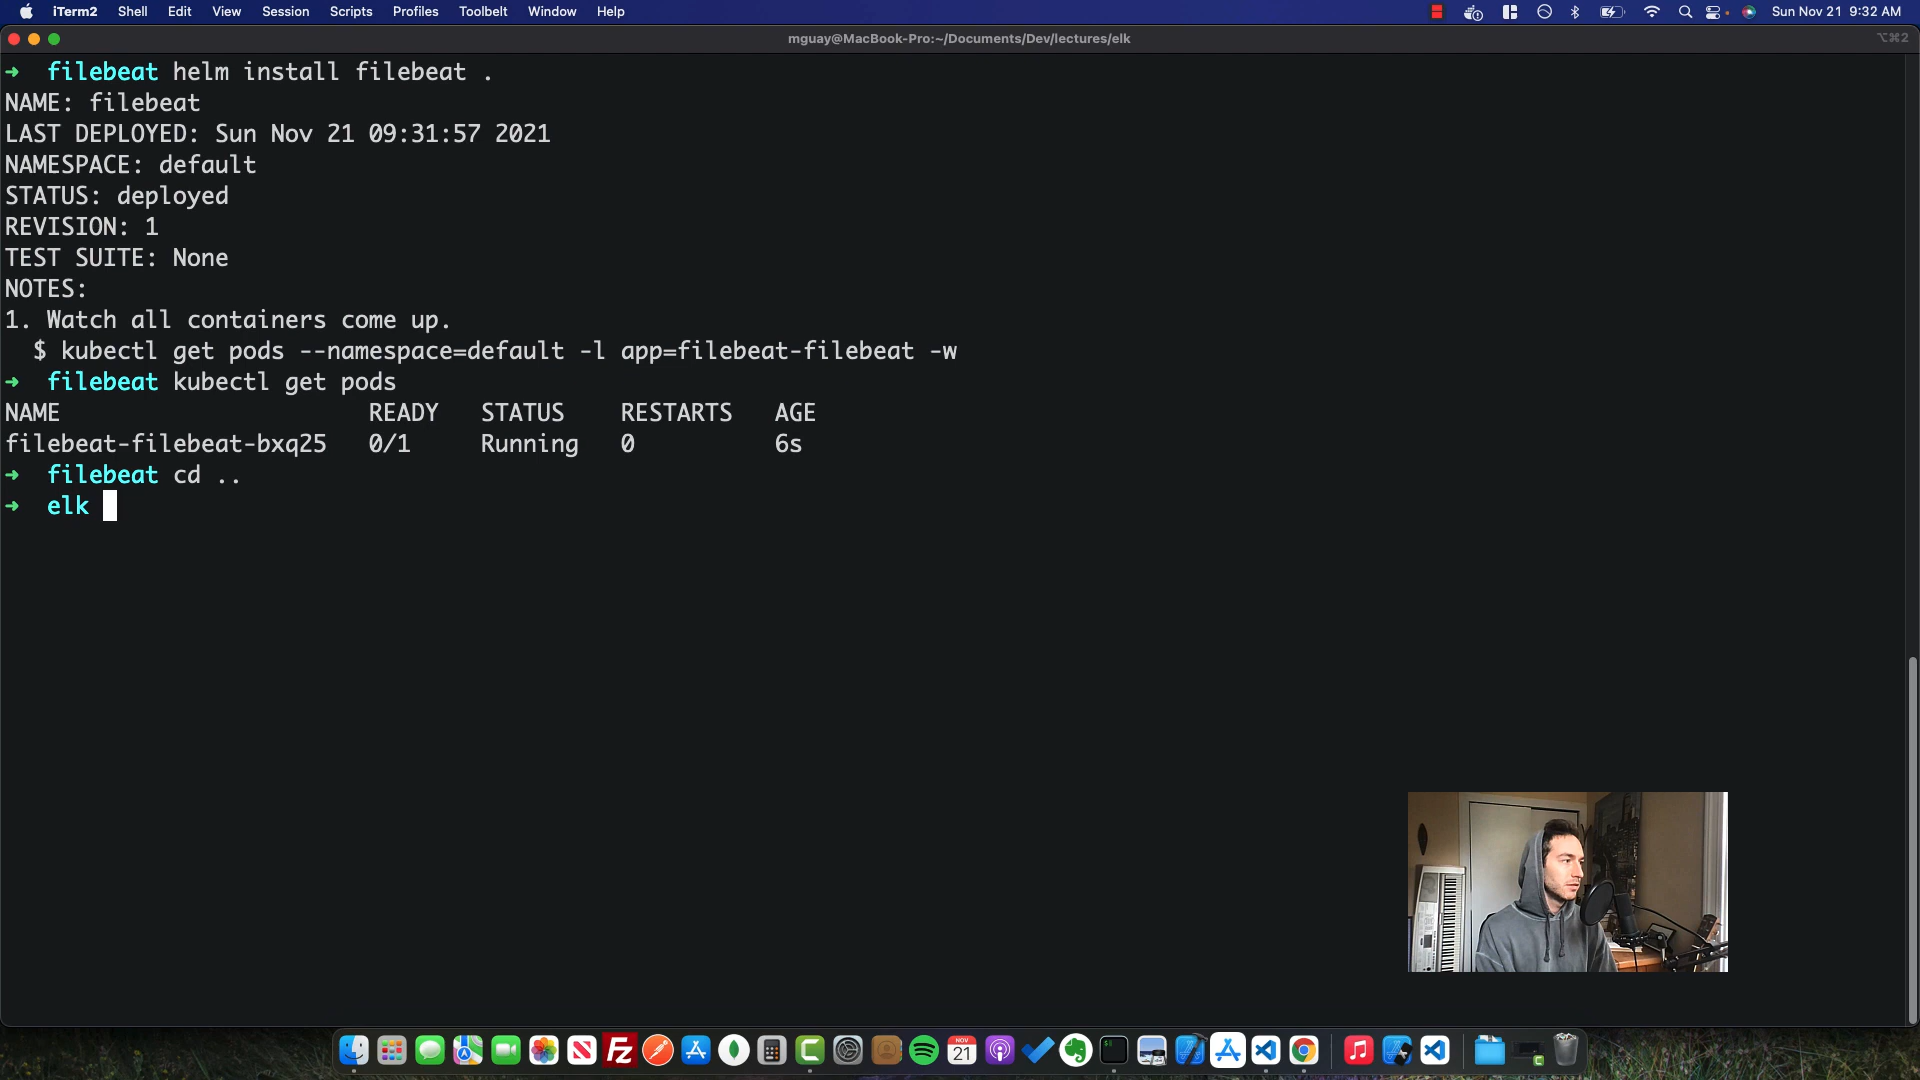 iTerm2 Shell Edit View Session Scripts Profiles Toolbelt Window Help Sun Nov 21 9:32 AM
mguay@MacBook-Pro:~/Documents/Dev/lectures/elk ⌥⌘2
➜ filebeat helm install filebeat .
NAME: filebeat
LAST DEPLOYED: Sun Nov 21 09:31:57 2021
NAMESPACE: default
STATUS: deployed
REVISION: 1
TEST SUITE: None
NOTES:
1. Watch all containers come up.
$ kubectl get pods --namespace=default -l app=filebeat-filebeat -w
➜ filebeat kubectl get pods
NAME READY STATUS RESTARTS AGE
filebeat-filebeat-bxq25 0/1 Running 0 6s
➜ filebeat cd ..
➜ elk
NOV
21